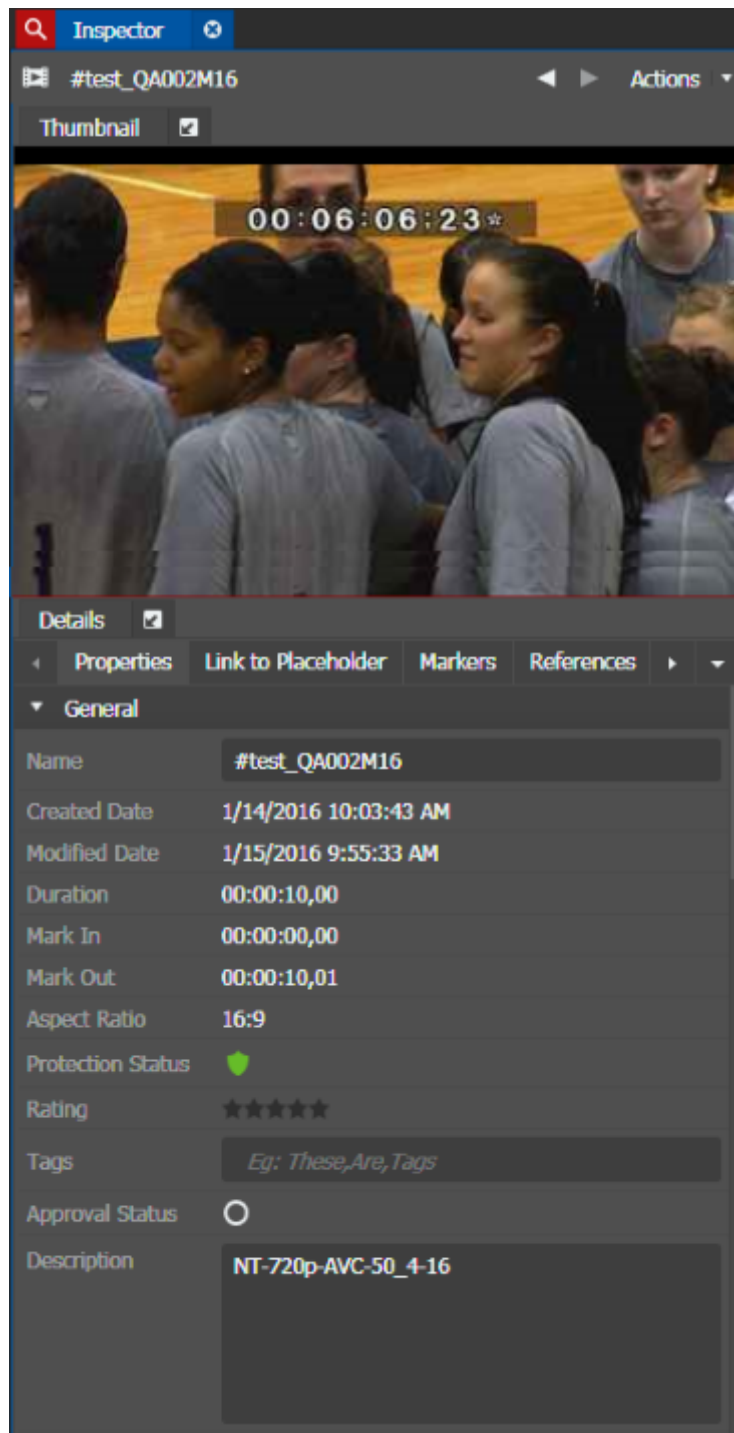 Inspector
#test_QA002M16 Actions
Thumbnail
00:06:06:23*
Details
Properties Link to Placeholder Markers References
General
Name #test_QA002M16
Created Date 1/14/2016 10:03:43 AM
Modified Date 1/15/2016 9:55:33 AM
Duration 00:00:10,00
Mark In 00:00:00,00
Mark Out 00:00:10,01
Aspect Ratio 16:9
Protection Status
Rating
Tags Eg: These,Are,Tags
Approval Status
Description NT-720p-AVC-50_4-16